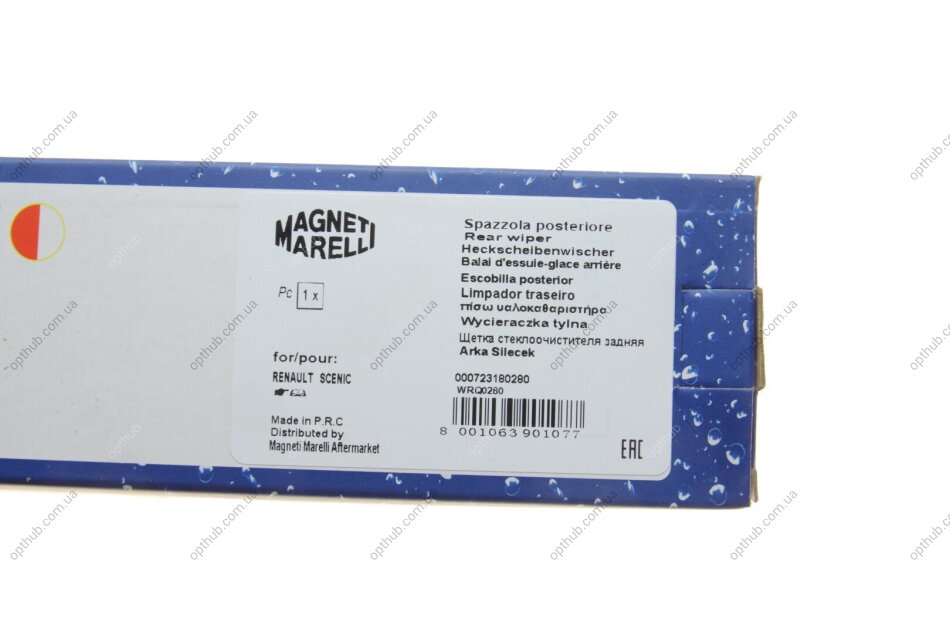 MAGNETI
MARELLI
Pc 1 x
for/pour:
RENAULT SCENIC
Made in P.R.C
Distributed by
Magneti Marelli Aftermarket
Spazzola posteriore
Rear wiper
Heckscheibenwischer
Balai d'essuie-glace arrière
Escobilla posterior
Limpador traseiro
πίσω υαλοκαθαριστήρα
Wycieraczka tylna
Щетка стеклоочистителя задняя
Arka Silecek
000723180280
WRQ0280
8 001063 901077
EAC
opthub.com.ua